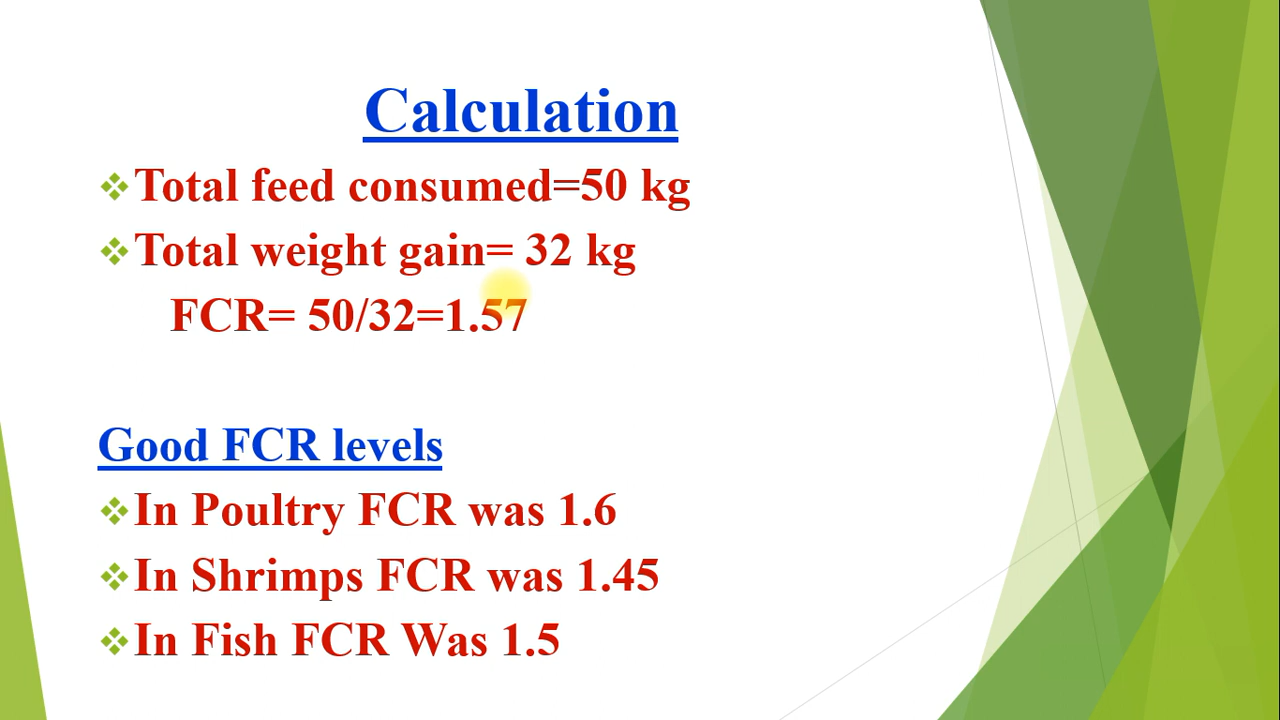 Calculation
Total feed consumed=50 kg
Total weight gain= 32 kg
FCR= 50/32=1.57
Good FCR levels
In Poultry FCR was 1.6
In Shrimps FCR was 1.45
In Fish FCR Was 1.5